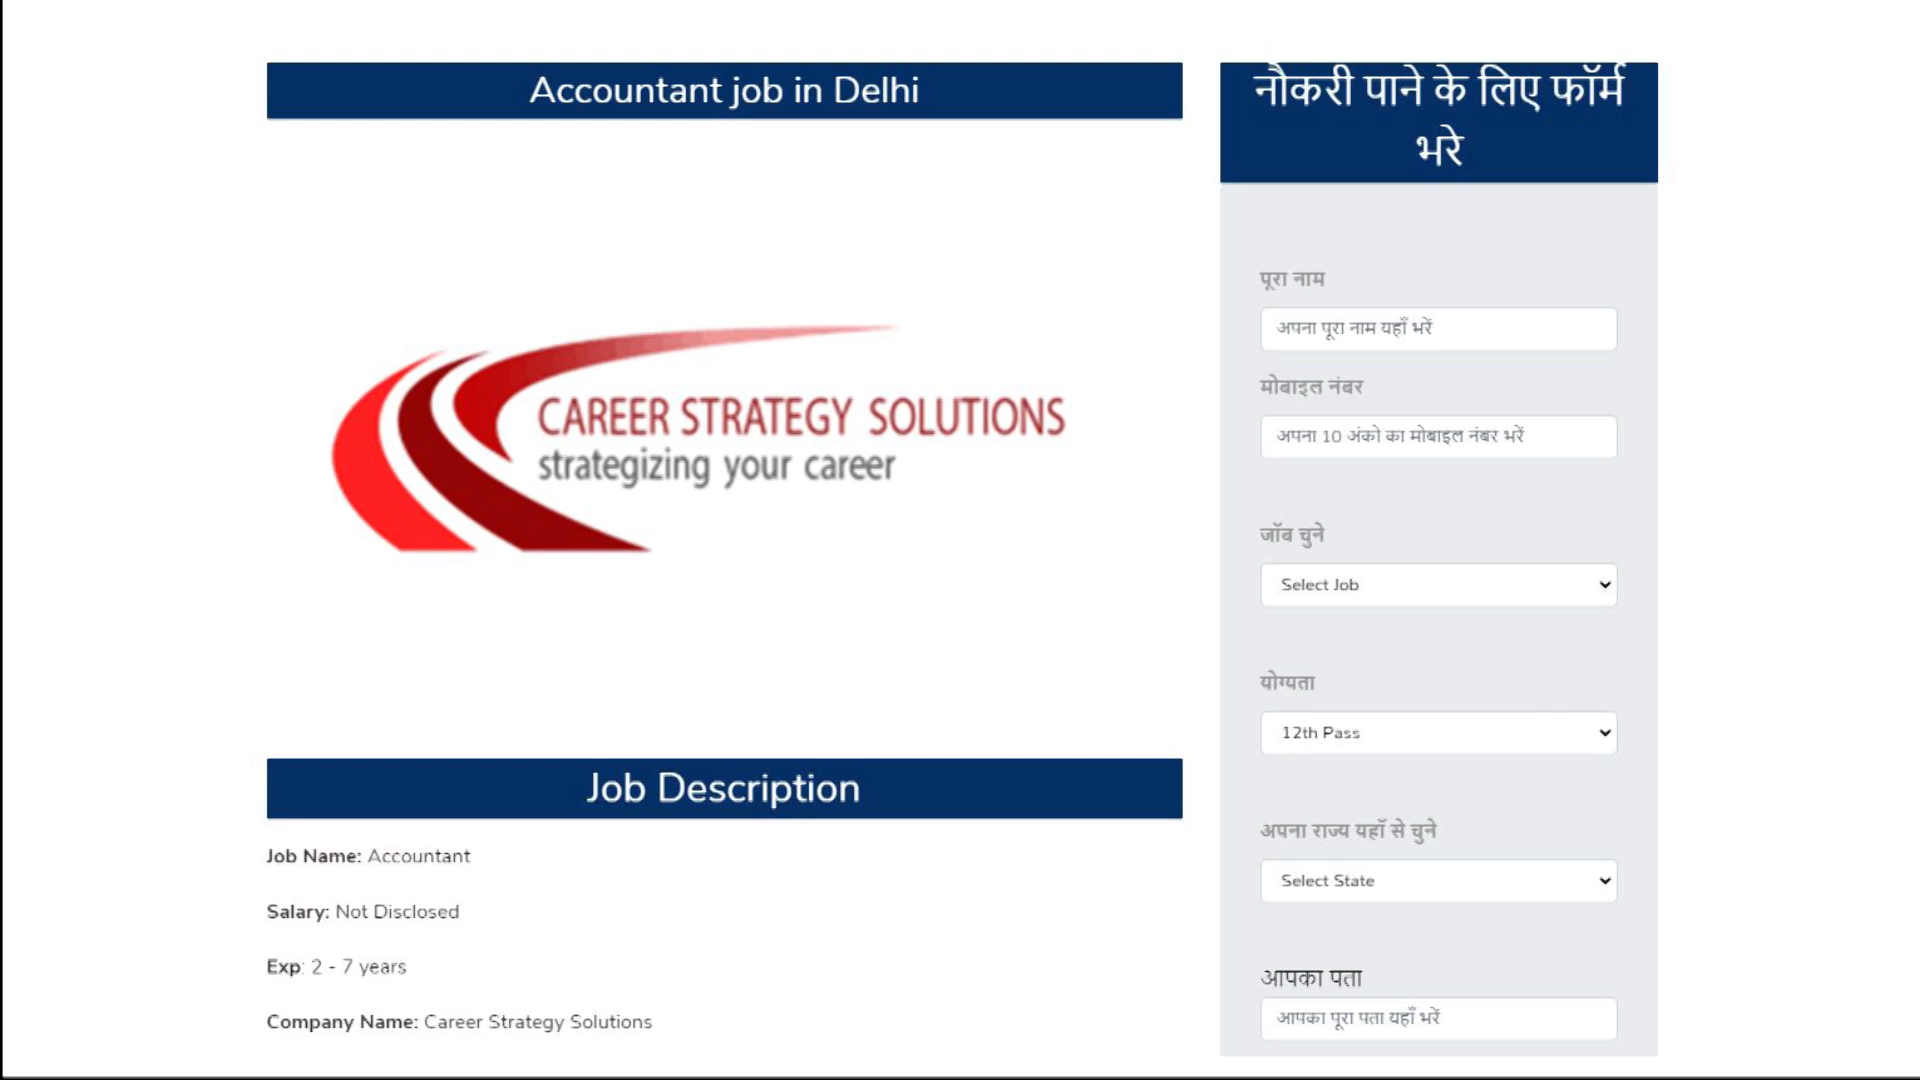 Accountant job in Delhi
CAREER STRATEGY SOLUTIONS
strategizing your career
Job Description
Job Name: Accountant
Salary: Not Disclosed
Exp: 2 - 7 years
Company Name: Career Strategy Solutions
नौकरी पाने के लिए फॉर्म
भरे
पूरा नाम
अपना पूरा नाम यहाँ भरें
मोबाइल नंबर
अपना 10 अंको का मोबाइल नंबर भरें
जॉब चुने
Select Job
योग्यता
12th Pass
अपना राज्य यहाँ से चुने
Select State
आपका पता
आपका पूरा पता यहाँ भरें